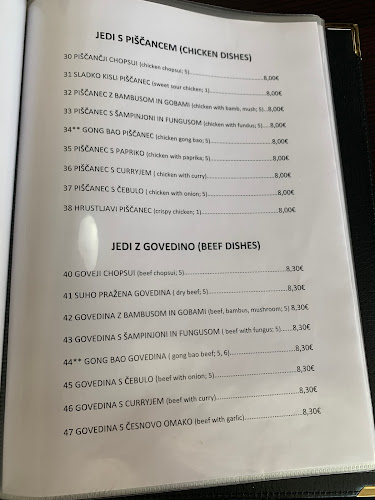 JEDI S PIŠČANCEM (CHICKEN DISHES)
30 PIŠČANČJI CHOPSUI (chicken chopsui; 5)........................8,00€
31 SLADKO KISLI PIŠČANEC (sweet sour chicken; 1)........................8,00€
32 PIŠČANEC Z BAMBUSOM IN GOBAMI (chicken with bamb, mush; 5)...8,00€
33 PIŠČANEC S ŠAMPINJONI IN FUNGUSOM (chicken with fundus; 5)....8,00€
34** GONG BAO PIŠČANEC (chicken gong bao; 5)........................8,00€
35 PIŠČANEC S PAPRIKO (chicken with paprika; 5)........................8,00€
36 PIŠČANEC S CURRYJEM ( chicken with curry)........................8,00€
37 PIŠČANEC S ČEBULO ( chicken with onion; 5)........................8,00€
38 HRUSTLJAVI PIŠČANEC (crispy chicken; 1)........................8,00€
JEDI Z GOVEDINO (BEEF DISHES)
40 GOVEJI CHOPSUI (beef chopsui; 5)........................8,30€
41 SUHO PRAŽENA GOVEDINA ( dry beef; 5)........................8,30€
42 GOVEDINA Z BAMBUSOM IN GOBAMI (beef, bambus, mushroom; 5) 8,30€
43 GOVEDINA S ŠAMPINJONI IN FUNGUSOM ( beef with fungus; 5)......8,30€
44** GONG BAO GOVEDINA ( gong bao beef; 5, 6)........................8,30€
45 GOVEDINA S ČEBULO (beef with onion; 5)........................8,30€
46 GOVEDINA S CURRYJEM (beef with curry)........................8,30€
47 GOVEDINA S ČESNOVO OMAKO (beef with garlic)........................8,30€